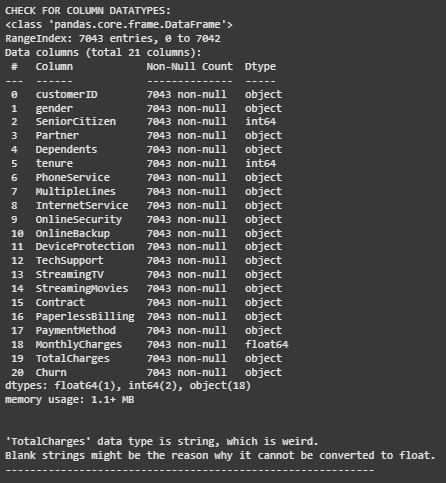 CHECK FOR COLUMN DATATYPES:
<class 'pandas.core.frame.DataFrame'>
RangeIndex: 7043 entries, 0 to 7042
Data columns (total 21 columns):
 #   Column            Non-Null Count  Dtype
---  ------            --------------  -----
 0   customerID        7043 non-null   object
 1   gender            7043 non-null   object
 2   SeniorCitizen     7043 non-null   int64
 3   Partner           7043 non-null   object
 4   Dependents        7043 non-null   object
 5   tenure            7043 non-null   int64
 6   PhoneService      7043 non-null   object
 7   MultipleLines     7043 non-null   object
 8   InternetService   7043 non-null   object
 9   OnlineSecurity    7043 non-null   object
 10  OnlineBackup      7043 non-null   object
 11  DeviceProtection  7043 non-null   object
 12  TechSupport       7043 non-null   object
 13  StreamingTV       7043 non-null   object
 14  StreamingMovies   7043 non-null   object
 15  Contract          7043 non-null   object
 16  PaperlessBilling  7043 non-null   object
 17  PaymentMethod     7043 non-null   object
 18  MonthlyCharges    7043 non-null   float64
 19  TotalCharges      7043 non-null   object
 20  Churn             7043 non-null   object
dtypes: float64(1), int64(2), object(18)
memory usage: 1.1+ MB
'TotalCharges' data type is string, which is weird.
Blank strings might be the reason why it cannot be converted to float.
------------------------------------------------------------